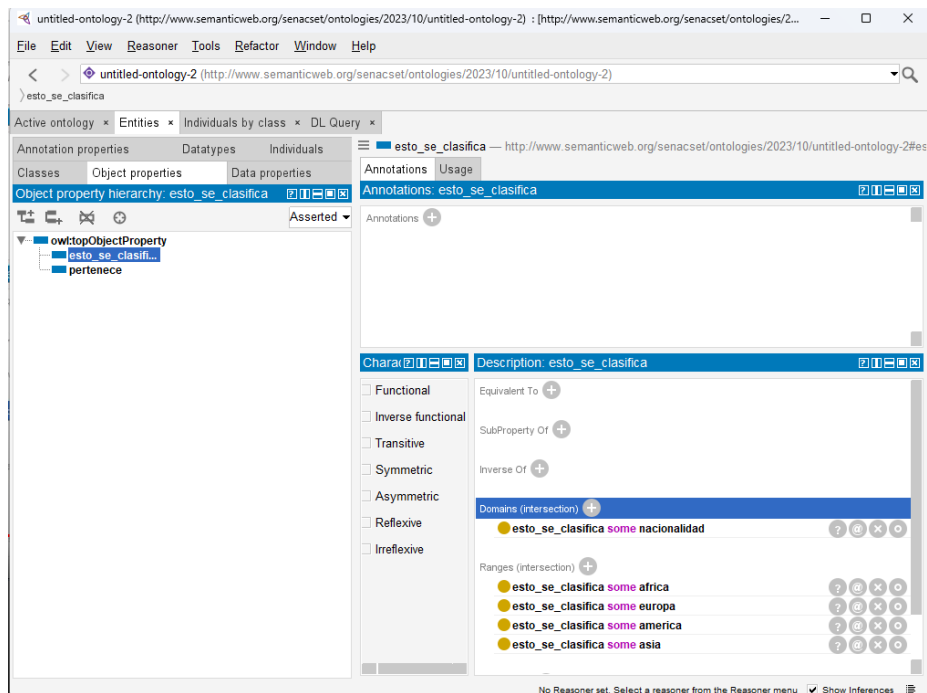 untitled-ontology-2 (http://www.semanticweb.org/senacset/ontologies/2023/10/untitled-ontology-2) : [http://www.semanticweb.org/senacset/ontologies/2...
File Edit View Reasoner Tools Refactor Window Help
untitled-ontology-2 (http://www.semanticweb.org/senacset/ontologies/2023/10/untitled-ontology-2)
esto_se_clasifica
Active ontology × Entities × Individuals by class × DL Query ×
Annotation properties Datatypes Individuals
Classes Object properties Data properties
Object property hierarchy: esto_se_clasifica
Asserted
owl:topObjectProperty
esto_se_clasifi...
pertenece
esto_se_clasifica — http://www.semanticweb.org/senacset/ontologies/2023/10/untitled-ontology-2#es
Annotations Usage
Annotations: esto_se_clasifica
Annotations
Charac
Functional
Inverse functional
Transitive
Symmetric
Asymmetric
Reflexive
Irreflexive
Description: esto_se_clasifica
Equivalent To
SubProperty Of
Inverse Of
Domains (intersection)
esto_se_clasifica some nacionalidad
Ranges (intersection)
esto_se_clasifica some africa
esto_se_clasifica some europa
esto_se_clasifica some america
esto_se_clasifica some asia
No Reasoner set. Select a reasoner from the Reasoner menu Show Inferences